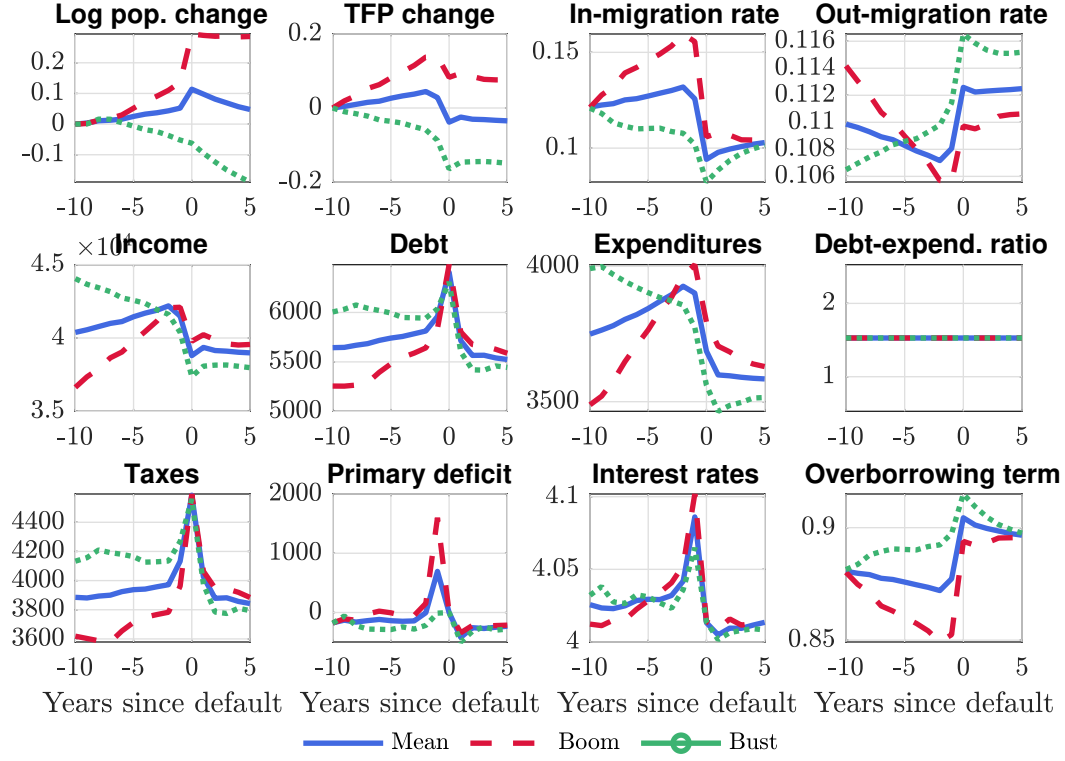 Log pop. change TFP change In-migration rate Out-migration rate
0.2 0.1 0 -0.1
-10 -5 0 5
0.2 0 -0.2
-10 -5 0 5
0.15 0.1
-10 -5 0 5
0.116 0.114 0.11 0.108 0.106
-10 -5 0 5
Income Debt Expenditures Debt-expend. ratio
4.5 4 3.5
-10 -5 0 5
6000 5500 5000
-10 -5 0 5
4000 3500
-10 -5 0 5
2 1
-10 -5 0 5
Taxes Primary deficit Interest rates Overborrowing term
4400 4200 4000 3800 3600
-10 -5 0 5
2000 1000 0
-10 -5 0 5
4.1 4.05 4
-10 -5 0 5
0.9 0.85
-10 -5 0 5
Years since default Years since default Years since default Years since default
Mean Boom Bust